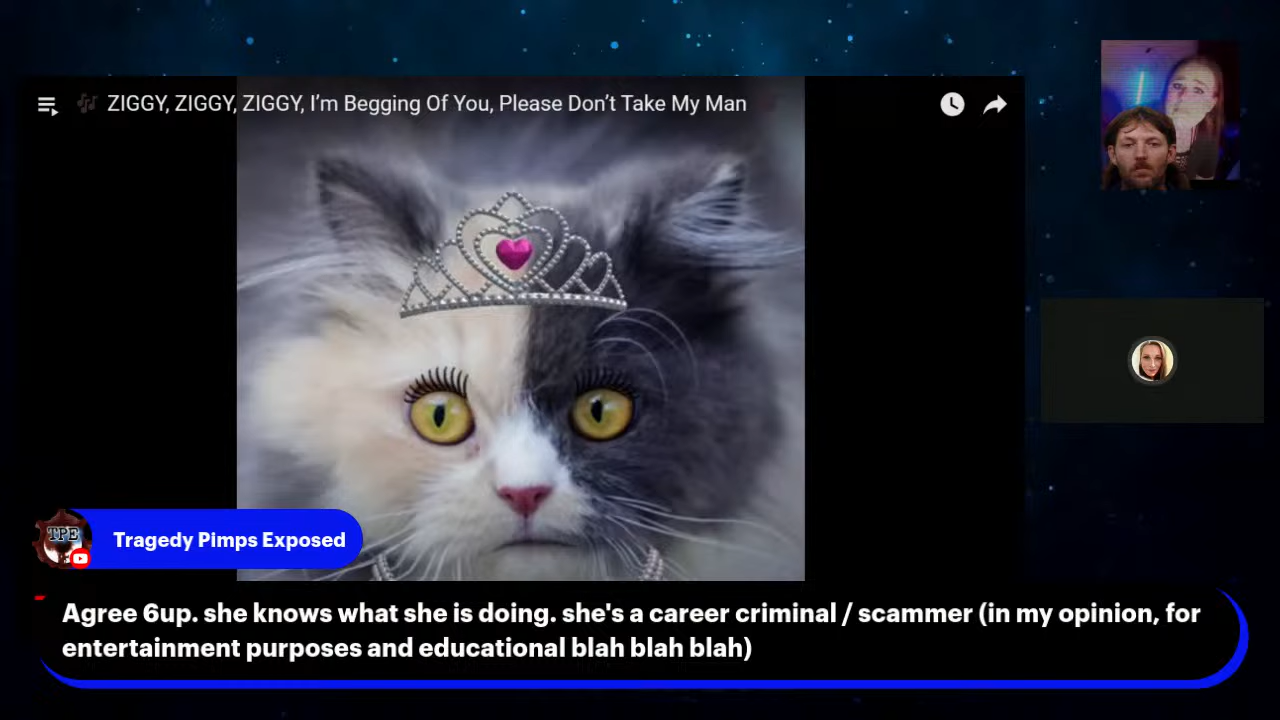 ZIGGY, ZIGGY, ZIGGY, I’m Begging Of You, Please Don’t Take My Man
TPE
Tragedy Pimps Exposed
Agree 6up. she knows what she is doing. she's a career criminal / scammer (in my opinion, for
entertainment purposes and educational blah blah blah)